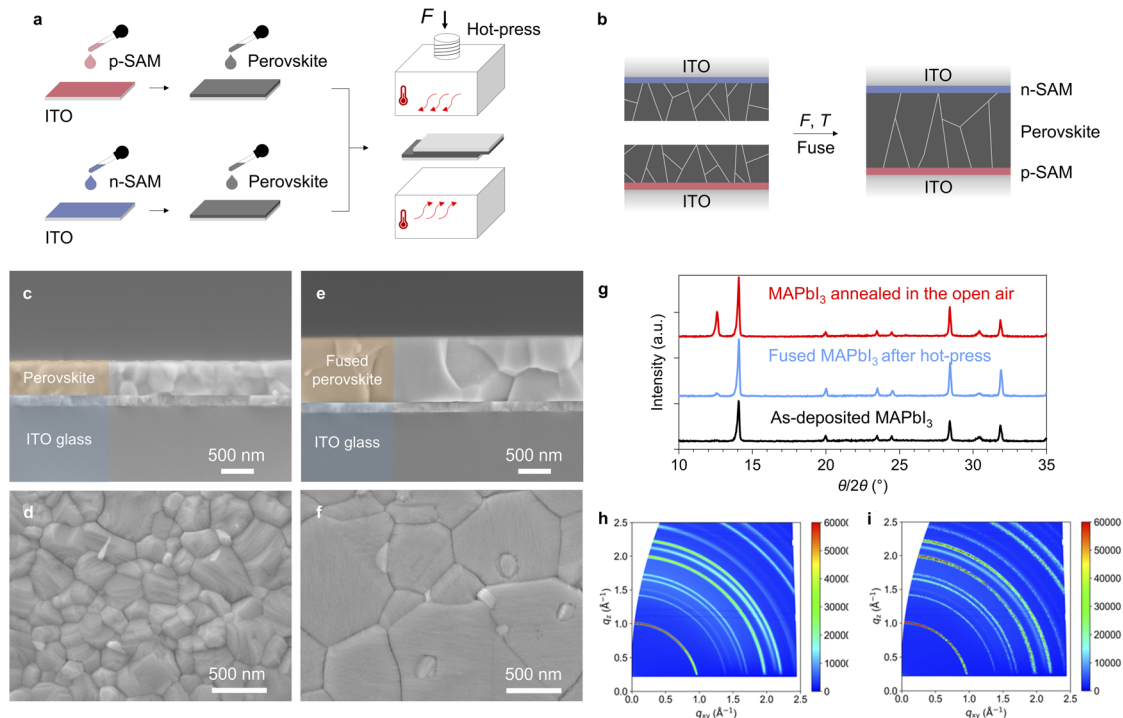 a
F
Hot-press
p-SAM
Perovskite
ITO
n-SAM
Perovskite
ITO
b
ITO
ITO
F, T
Fuse
ITO
n-SAM
Perovskite
p-SAM
ITO
c
Perovskite
ITO glass
500 nm
e
Fused
perovskite
ITO glass
500 nm
d
500 nm
f
500 nm
g
MAPbI₃ annealed in the open air
Fused MAPbI₃ after hot-press
As-deposited MAPbI₃
Intensity (a.u.)
10 15 20 25 30 35
θ/2θ (°)
h
2.5
2.0
1.5
1.0
0.5
0.0
qz (Å⁻¹)
0.0 0.5 1.0 1.5 2.0 2.5
qxy (Å⁻¹)
60000
50000
40000
30000
20000
10000
0
i
2.5
2.0
1.5
1.0
0.5
0.0
qz (Å⁻¹)
0.0 0.5 1.0 1.5 2.0 2.5
qxy (Å⁻¹)
60000
50000
40000
30000
20000
10000
0